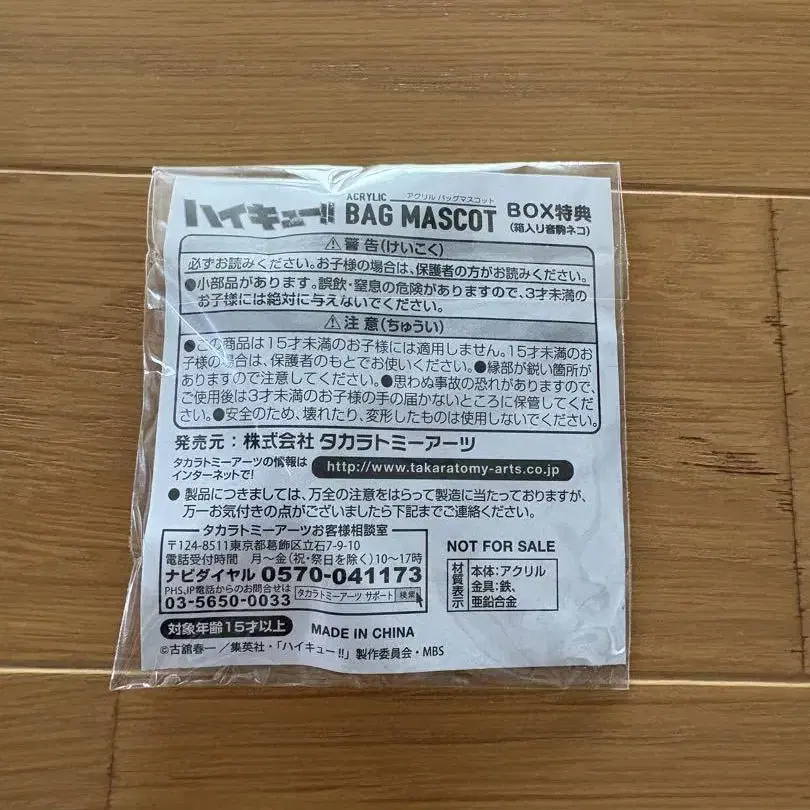 ハイキュー!! ACRYLIC BAG MASCOT アクリル バッグマスコット BOX特典
(箱入り音駒ネコ)
⚠警告(けいこく)
必ずお読みください。お子様の場合は、保護者の方がお読みください。
●小部品があります。誤飲・窒息の危険がありますので、3才未満の
お子様には絶対に与えないでください。
⚠注意(ちゅうい)
●この商品は15才未満のお子様には適用しません。15才未満のお
子様の場合は、保護者のもとでお使いください。●縁部が鋭い箇所が
ありますので注意してください。●思わぬ事故の恐れがありますので、
ご使用後は3才未満のお子様の手の届かないところに保管してくださ
い。●安全のため、壊れたり、変形したものは使用しないでください。
発売元:株式会社 タカラトミーアーツ
タカラトミーアーツの情報は
インターネットで!
http://www.takaratomy-arts.co.jp
● 製品につきましては、万全の注意をはらって製造に当たっておりますが、
万一お気付きの点がございましたら下記までご連絡ください。
タカラトミーアーツお客様相談室
〒124-8511東京都葛飾区立石7-9-10
電話受付時間 月〜金(祝・祭日を除く)10〜17時
ナビダイヤル 0570-041173
PHS、IP電話からのお問合せは
03-5650-0033
タカラトミーアーツ サポート 検索
NOT FOR SALE
材質表示
本体:アクリル
金具:鉄、
亜鉛合金
対象年齢15才以上 MADE IN CHINA
©古舘春一/集英社・「ハイキュー!!」製作委員会・MBS